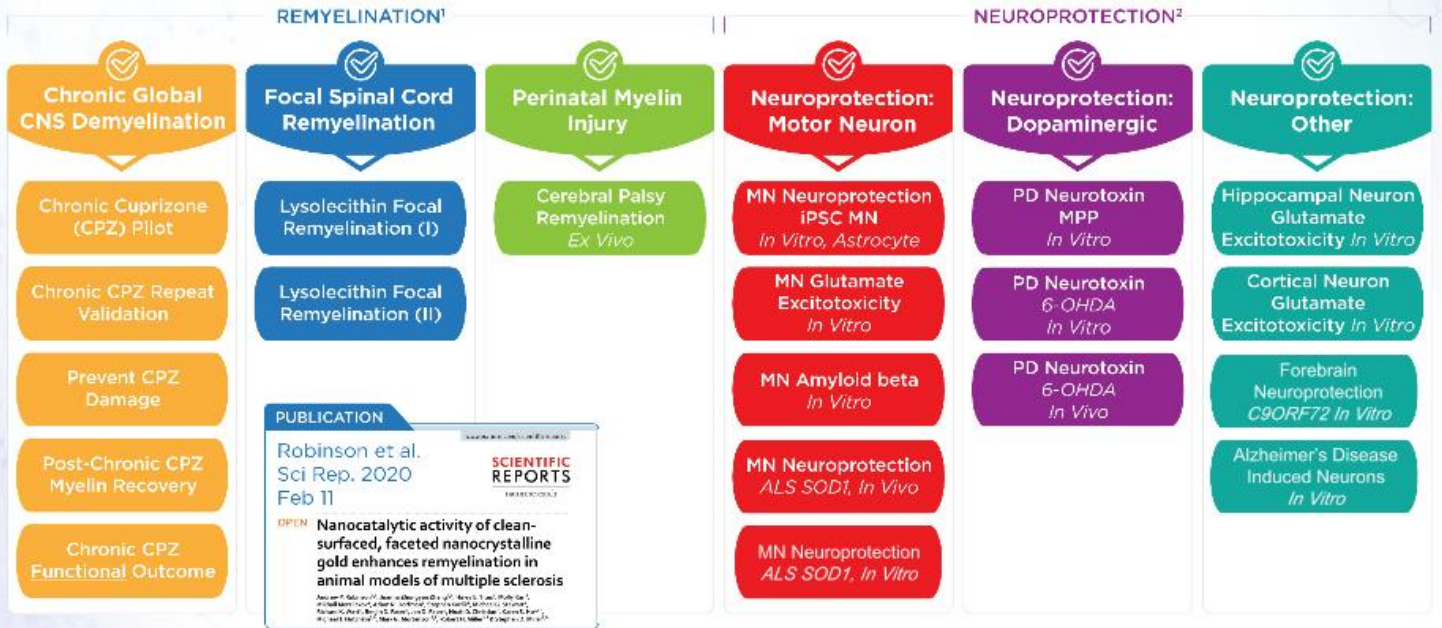 REMYELINATION¹
NEUROPROTECTION²
Chronic Global
CNS Demyelination
Chronic Cuprizone
(CPZ) Pilot
Chronic CPZ Repeat
Validation
Prevent CPZ
Damage
Post-Chronic CPZ
Myelin Recovery
Chronic CPZ
Functional Outcome
Focal Spinal Cord
Remyelination
Lysolecithin Focal
Remyelination (I)
Lysolecithin Focal
Remyelination (II)
Perinatal Myelin
Injury
Cerebral Palsy
Remyelination
Ex Vivo
PUBLICATION
Robinson et al.
Sci Rep. 2020
Feb 11
SCIENTIFIC
REPORTS
OPEN Nanocatalytic activity of clean-
surfaced, faceted nanocrystalline
gold enhances remyelination in
animal models of multiple sclerosis
Neuroprotection:
Motor Neuron
MN Neuroprotection
iPSC MN
In Vitro, Astrocyte
MN Glutamate
Excitotoxicity
In Vitro
MN Amyloid beta
In Vitro
MN Neuroprotection
ALS SOD1, In Vivo
MN Neuroprotection
ALS SOD1, In Vitro
Neuroprotection:
Dopaminergic
PD Neurotoxin
MPP
In Vitro
PD Neurotoxin
6-OHDA
In Vitro
PD Neurotoxin
6-OHDA
In Vivo
Neuroprotection:
Other
Hippocampal Neuron
Glutamate
Excitotoxicity In Vitro
Cortical Neuron
Glutamate
Excitotoxicity In Vitro
Forebrain
Neuroprotection
C9ORF72 In Vitro
Alzheimer's Disease
Induced Neurons
In Vitro